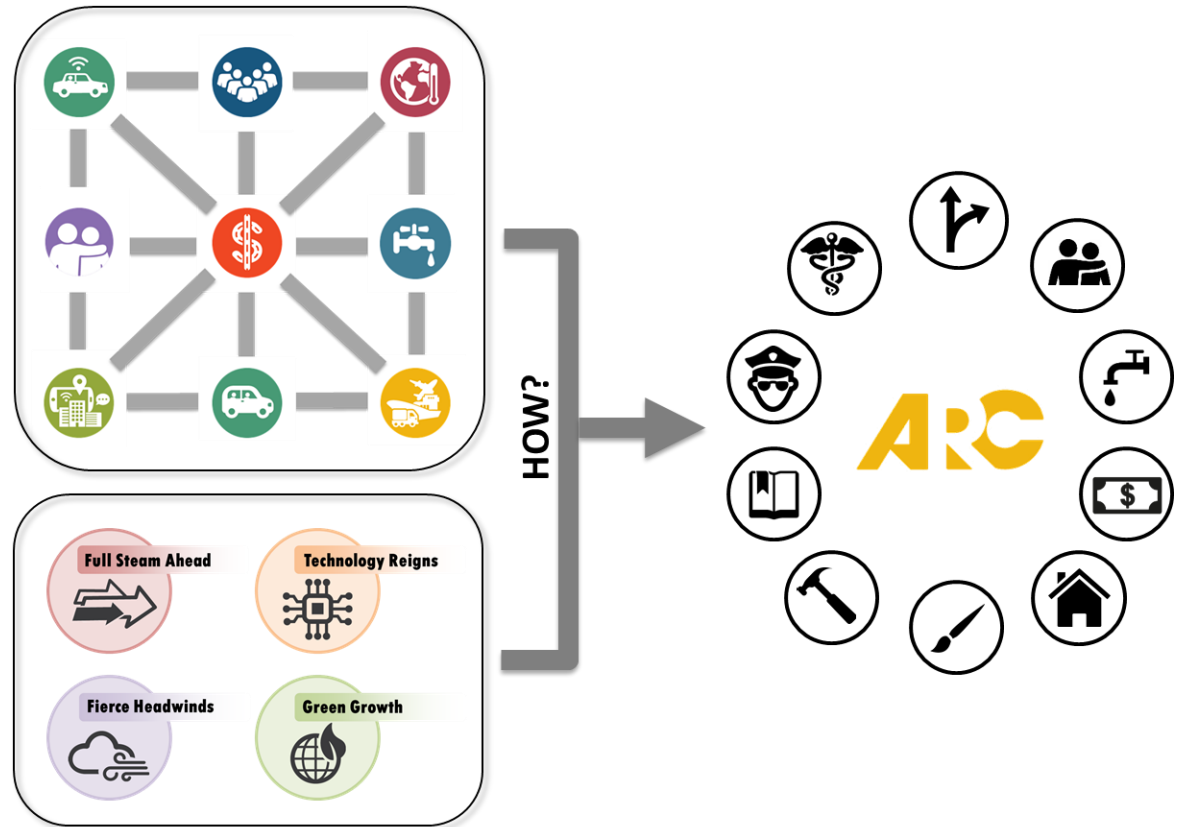 Full Steam Ahead
Technology Reigns
Fierce Headwinds
Green Growth
HOW?
ARC
$
$